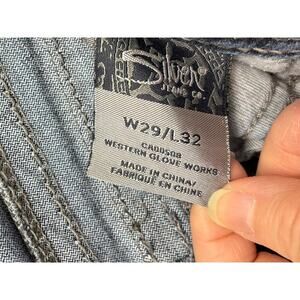 Silver
JEANS CO
W29/L32
CA00508
WESTERN GLOVE WORKS
MADE IN CHINA/
FABRIQUÉ EN CHINE